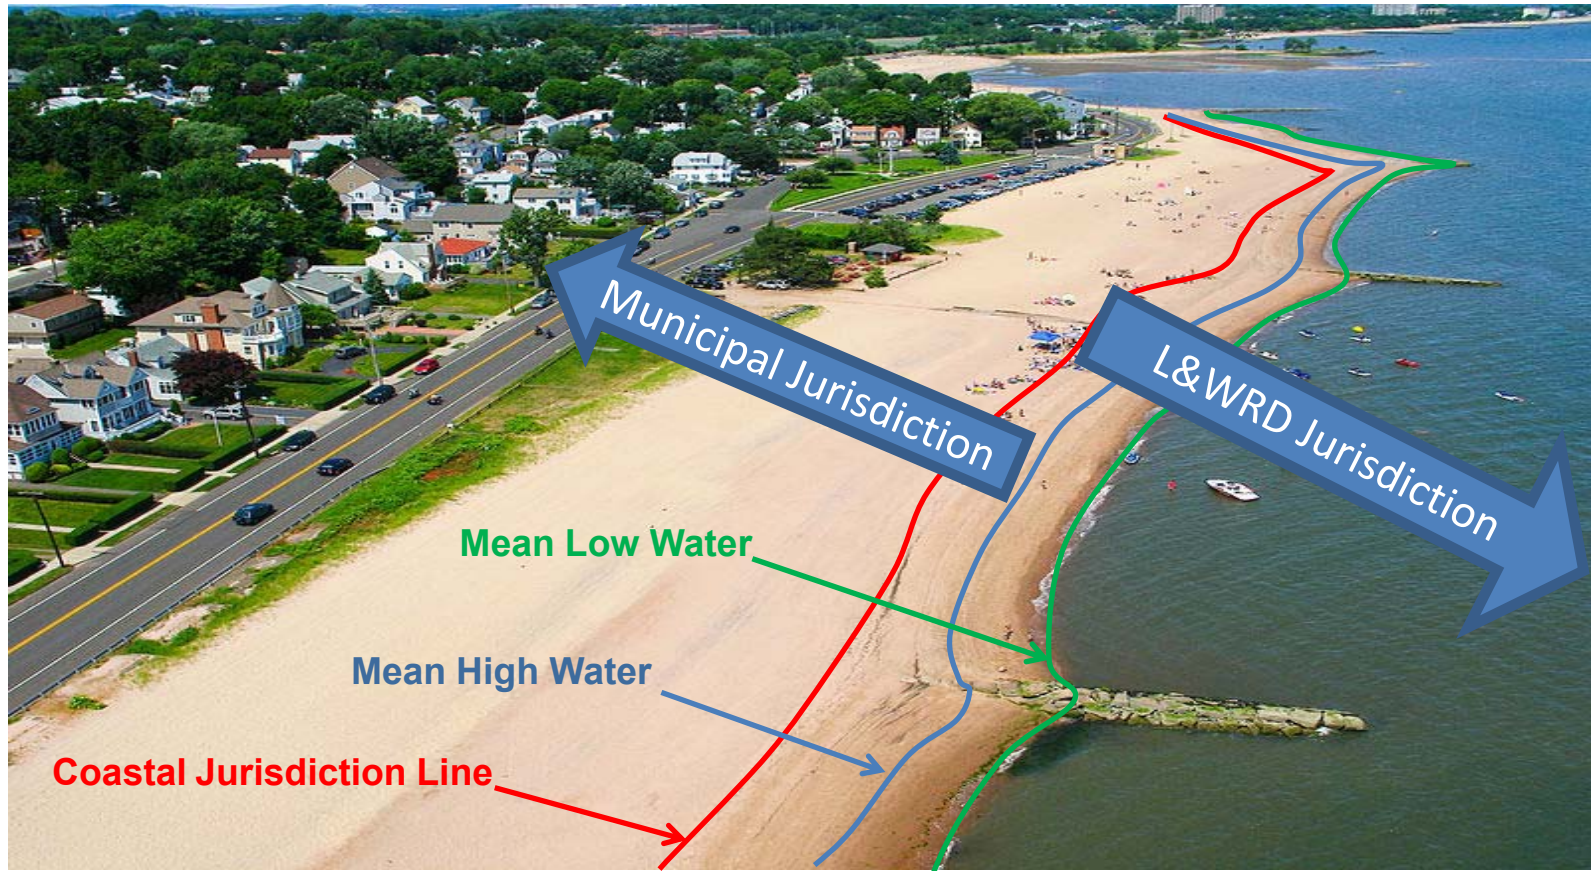 Municipal Jurisdiction
L&WRD Jurisdiction
Mean Low Water
Mean High Water
Coastal Jurisdiction Line